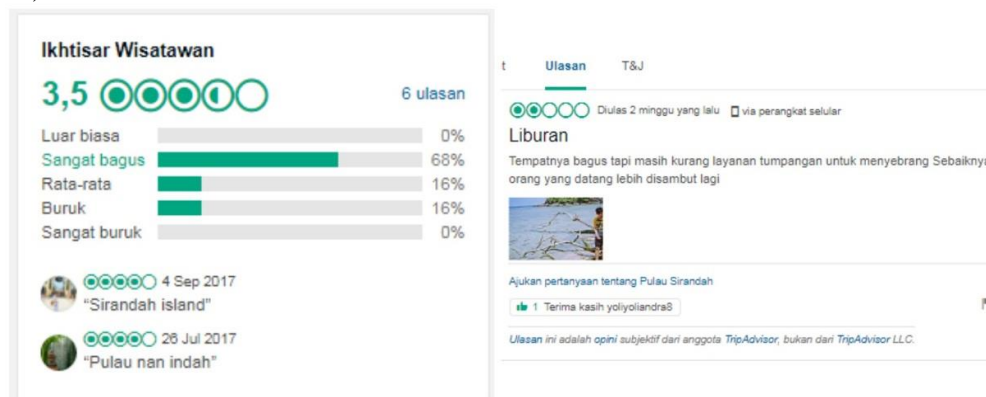 Ikhtisar Wisatawan
3,5 6 ulasan
Luar biasa 0%
Sangat bagus 68%
Rata-rata 16%
Buruk 16%
Sangat buruk 0%
4 Sep 2017
“Sirandah island”
26 Jul 2017
“Pulau nan indah”
t Ulasan T&J
Diulas 2 minggu yang lalu via perangkat selular
Liburan
Tempatnya bagus tapi masih kurang layanan tumpangan untuk menyebrang Sebaiknya
orang yang datang lebih disambut lagi
Ajukan pertanyaan tentang Pulau Sirandah
1 Terima kasih yoliyoliandra8
Ulasan ini adalah opini subjektif dari anggota TripAdvisor, bukan dari TripAdvisor LLC.